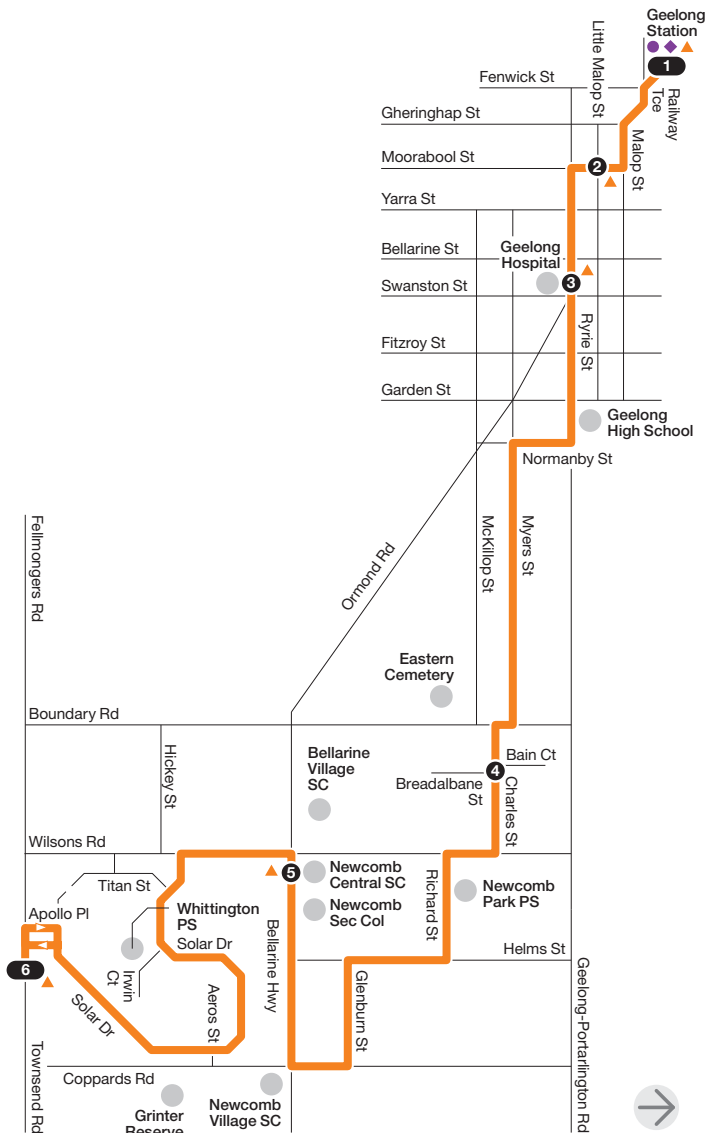 Geelong
Station
1
Little Malop St
Fenwick St
Railway
Tce
Gheringhap St
Malop St
Moorabool St
2
Yarra St
Bellarine St
Geelong
Hospital
3
Swanston St
Ryrie St
Fitzroy St
Garden St
Geelong
High School
Normanby St
Fellmongers Rd
McKillop St
Myers St
Ormond Rd
Eastern
Cemetery
Boundary Rd
Hickey St
Bellarine
Village
SC
Bain Ct
4
Breadalbane
St
Charles St
Wilsons Rd
5
Newcomb
Central SC
Richard St
Newcomb
Park PS
Titan St
Whittington
PS
Newcomb
Sec Col
Apollo Pl
Solar Dr
Bellarine Hwy
Helms St
6
Irwin
Ct
Aeros St
Glenburn St
Geelong-Portarlington Rd
Solar Dr
Townsend Rd
Coppards Rd
Grinter
Reserve
Newcomb
Village SC